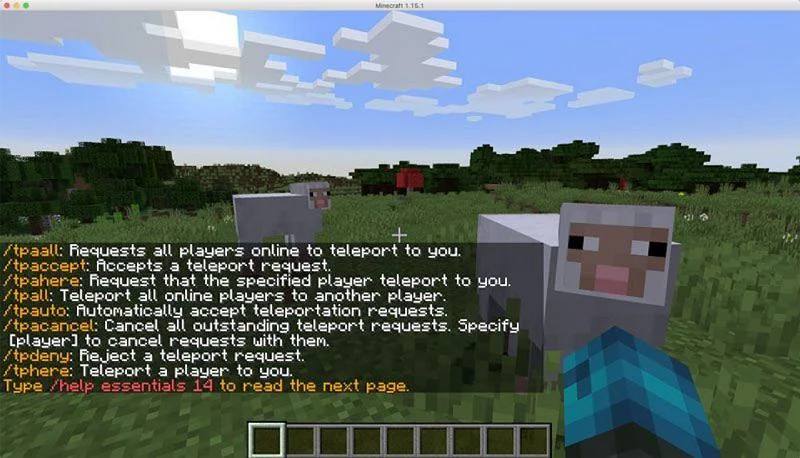 Minecraft 1.15.1
/tpaall: Requests all players online to teleport to you.
/tpaccept: Accepts a teleport request.
/tpahere: Request that the specified player teleport to you.
/tpall: Teleport all online players to another player.
/tpauto: Automatically accept teleportation requests.
/tpacancel: Cancel all outstanding teleport requests. Specify
[player] to cancel requests with them.
/tpdeny: Reject a teleport request.
/tphere: Teleport a player to you.
Type /help essentials 14 to read the next page.